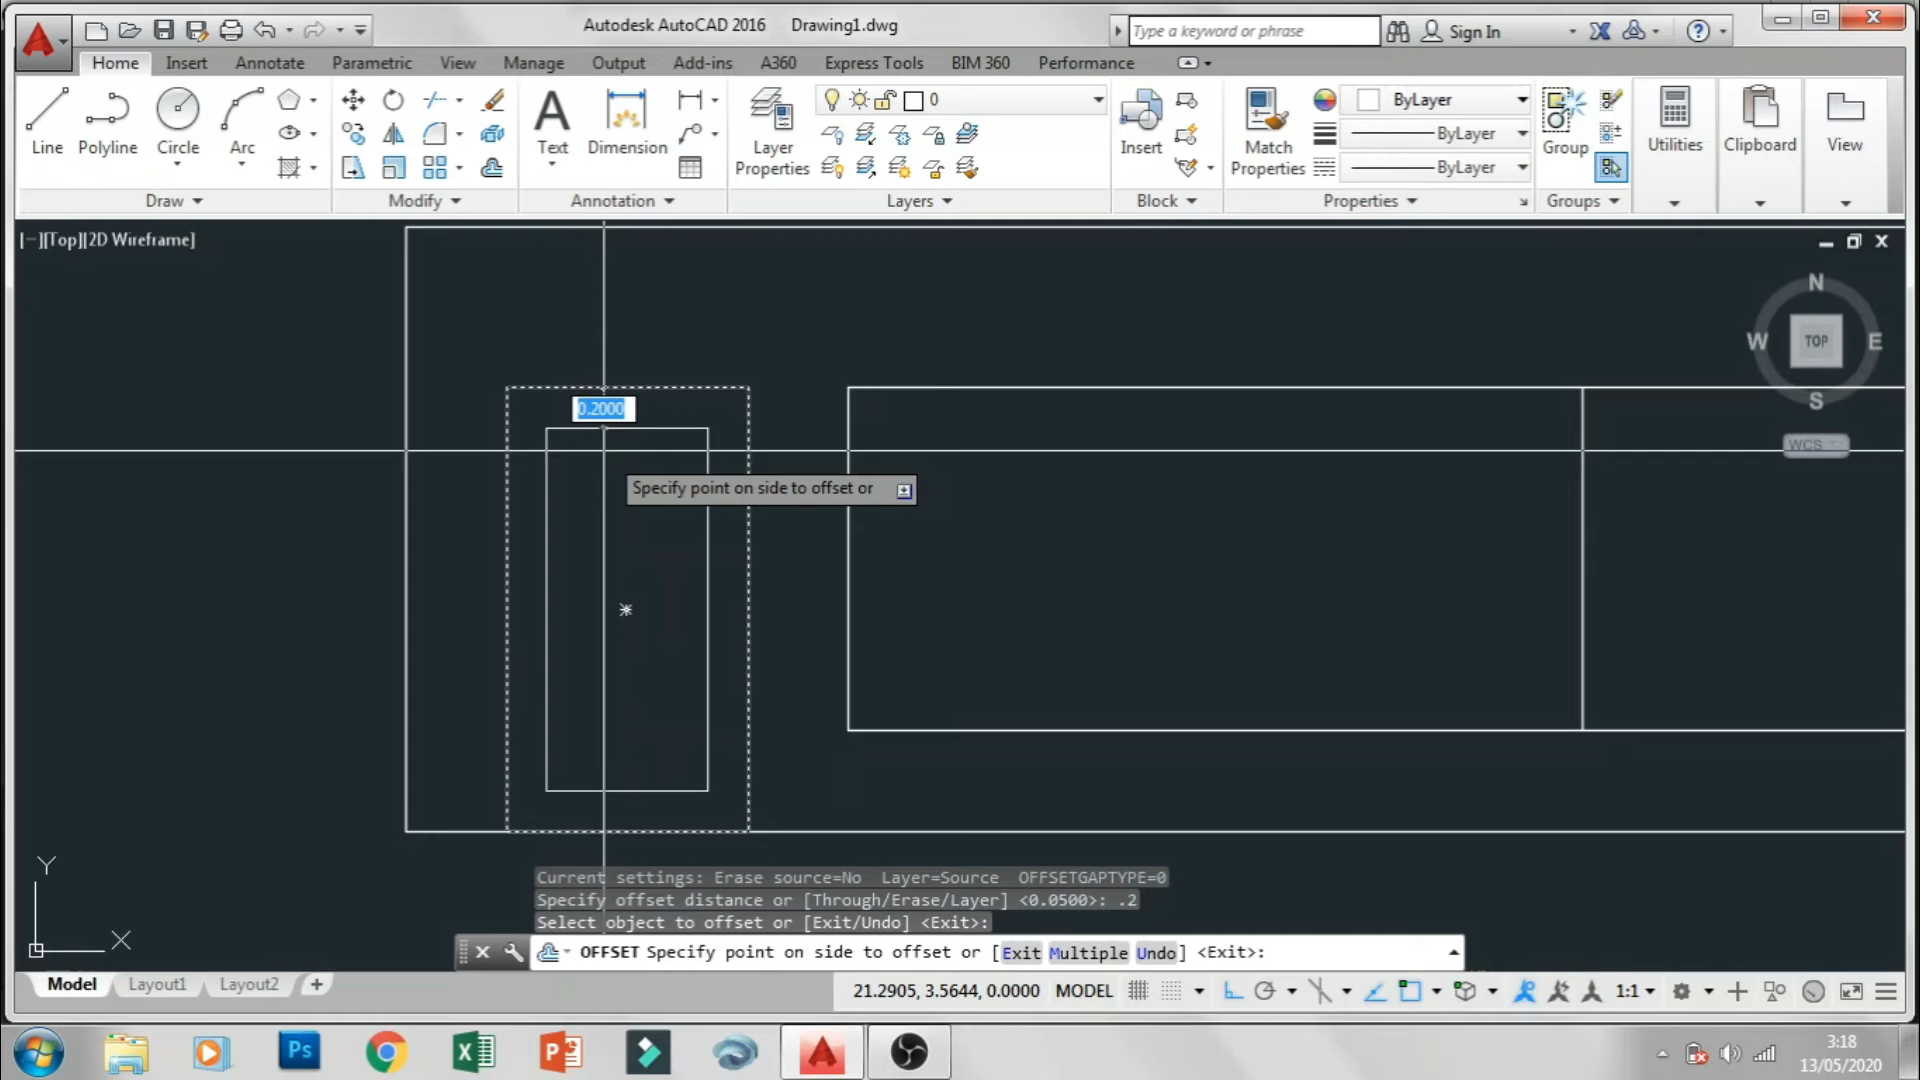 Autodesk AutoCAD 2016 Drawing1.dwg
Type a keyword or phrase
Sign In
Home Insert Annotate Parametric View Manage Output Add-ins A360 Express Tools BIM 360 Performance
Line Polyline Circle Arc
Text Dimension
Layer Properties
0
Insert
Match Properties
ByLayer
ByLayer
ByLayer
Group
Utilities
Clipboard
View
Draw Modify Annotation Layers Block Properties Groups
[−][Top][2D Wireframe]
N
W TOP E
S
WCS
0.2000
Specify point on side to offset or
Y
X
Current settings: Erase source=No Layer=Source OFFSETGAPTYPE=0
Specify offset distance or [Through/Erase/Layer] <0.0500>: .2
Select object to offset or [Exit/Undo] <Exit>:
OFFSET Specify point on side to offset or [Exit Multiple Undo] <Exit>:
Model Layout1 Layout2 +
21.2905, 3.5644, 0.0000 MODEL 1:1
Ps
3:18
13/05/2020